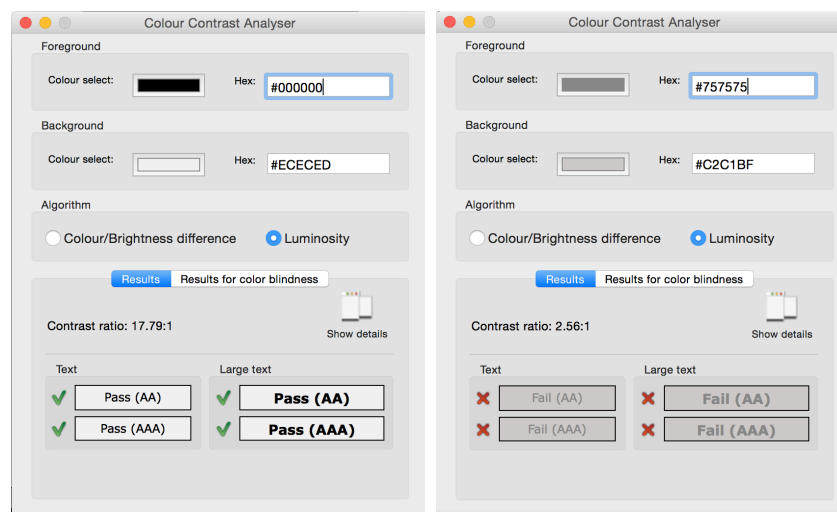 Colour Contrast Analyser
Foreground
Colour select:
Hex:
#000000
Background
Colour select:
Hex:
#ECECED
Algorithm
Colour/Brightness difference
Luminosity
Results
Results for color blindness
Contrast ratio: 17.79:1
Show details
Text
Large text
Pass (AA)
Pass (AA)
Pass (AAA)
Pass (AAA)
Colour Contrast Analyser
Foreground
Colour select:
Hex:
#757575
Background
Colour select:
Hex:
#C2C1BF
Algorithm
Colour/Brightness difference
Luminosity
Results
Results for color blindness
Contrast ratio: 2.56:1
Show details
Text
Large text
Fail (AA)
Fail (AA)
Fail (AAA)
Fail (AAA)